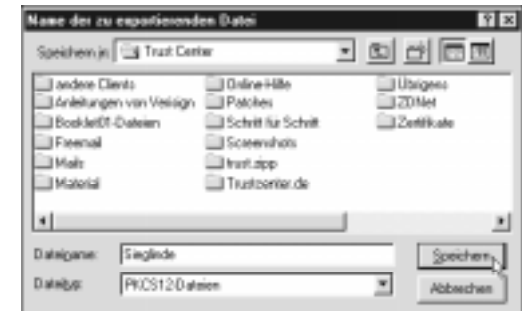 Name der zu exportierenden Datei
Speichern in: Trust Center
andere Clients Online-Hilfe Übrigens
Anleitungen von Verisign Patches ZDNet
Booklet01-Dateien Schritt für Schritt Zertifikate
Freemail Screenshots
Mails trust.zipp
Material Trustcenter.de
Dateiname: Sieglinde Speichern
Dateityp: PKCS12-Dateien Abbrechen